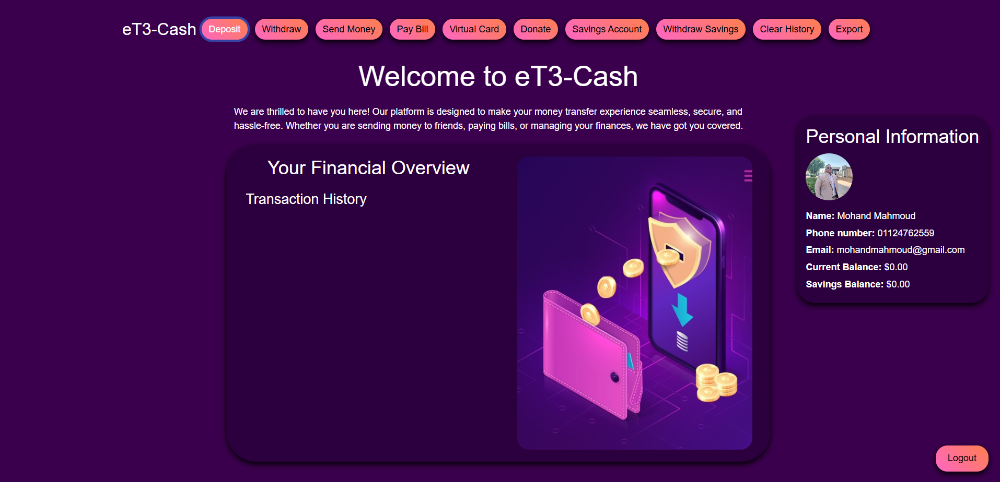 eT3-Cash Deposit Withdraw Send Money Pay Bill Virtual Card Donate Savings Account Withdraw Savings Clear History Export
Welcome to eT3-Cash
We are thrilled to have you here! Our platform is designed to make your money transfer experience seamless, secure, and
hassle-free. Whether you are sending money to friends, paying bills, or managing your finances, we have got you covered.
Your Financial Overview
Transaction History
Personal Information
Name: Mohand Mahmoud
Phone number: 01124762559
Email: mohandmahmoud@gmail.com
Current Balance: $0.00
Savings Balance: $0.00
Logout